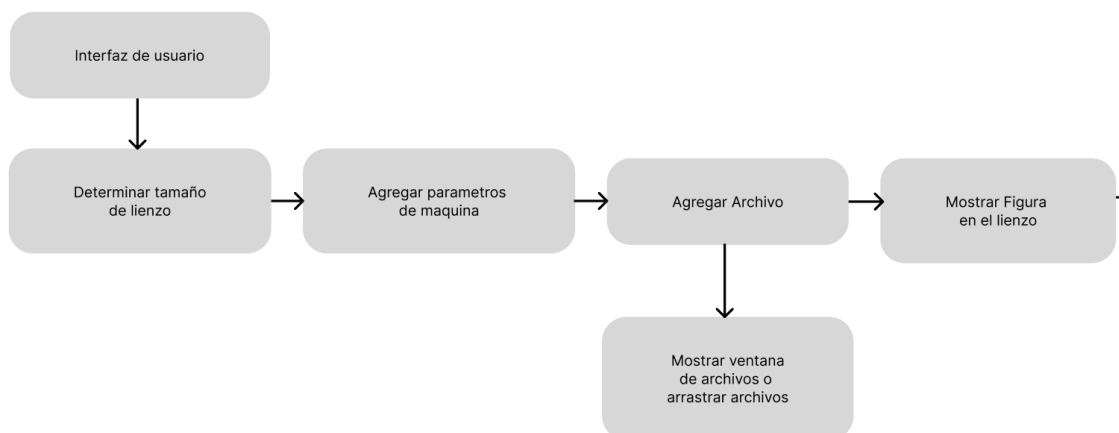 Interfaz de usuario
Determinar tamaño
de lienzo
Agregar parametros
de maquina
Agregar Archivo
Mostrar Figura
en el lienzo
Mostrar ventana
de archivos o
arrastrar archivos